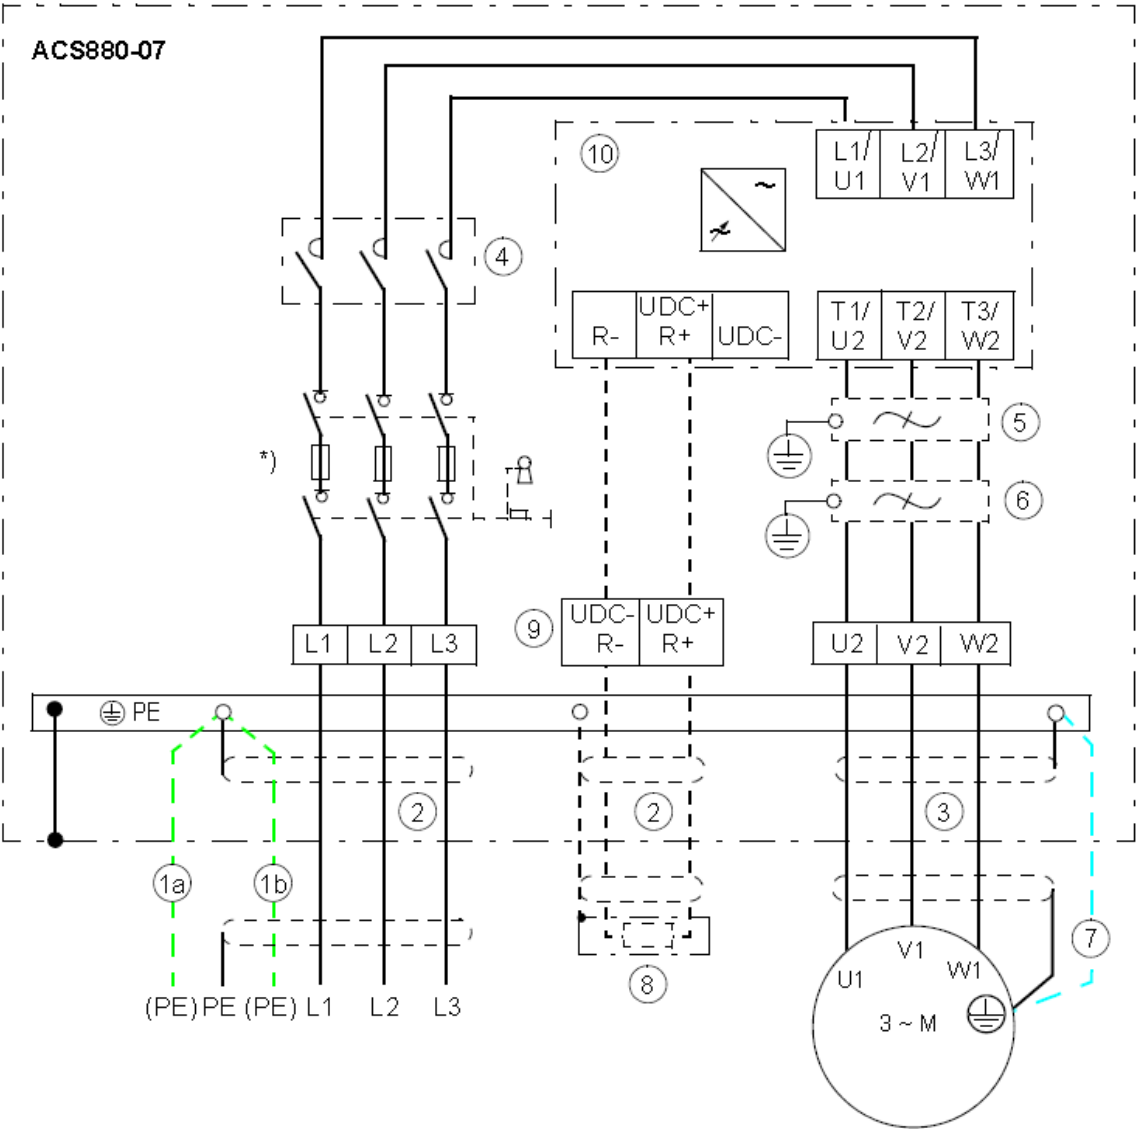 ACS880-07
10
L1/ L2/ L3/
U1 V1 W1
4
UDC+
R- R+ UDC-
T1/ T2/ T3/
U2 V2 W2
5
*)
6
9
UDC- UDC+
R- R+
L1 L2 L3
U2 V2 W2
PE
2
2
3
1a
1b
7
8
(PE) PE (PE) L1 L2 L3
U1 V1 W1
3 ~ M